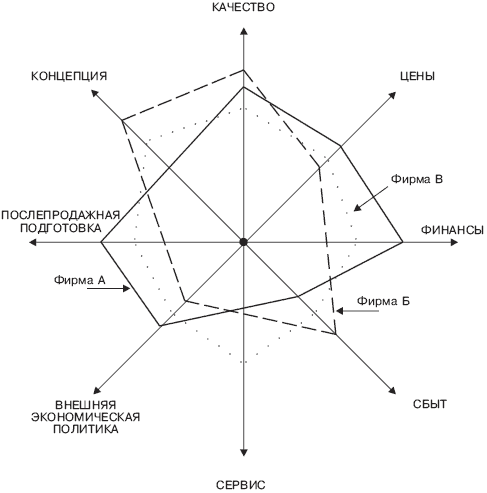 КАЧЕСТВО
КОНЦЕПЦИЯ
ЦЕНЫ
Фирма В
ПОСЛЕПРОДАЖНАЯ
ПОДГОТОВКА
ФИНАНСЫ
Фирма А
Фирма Б
ВНЕШНЯЯ
ЭКОНОМИЧЕСКАЯ
ПОЛИТИКА
СБЫТ
СЕРВИС